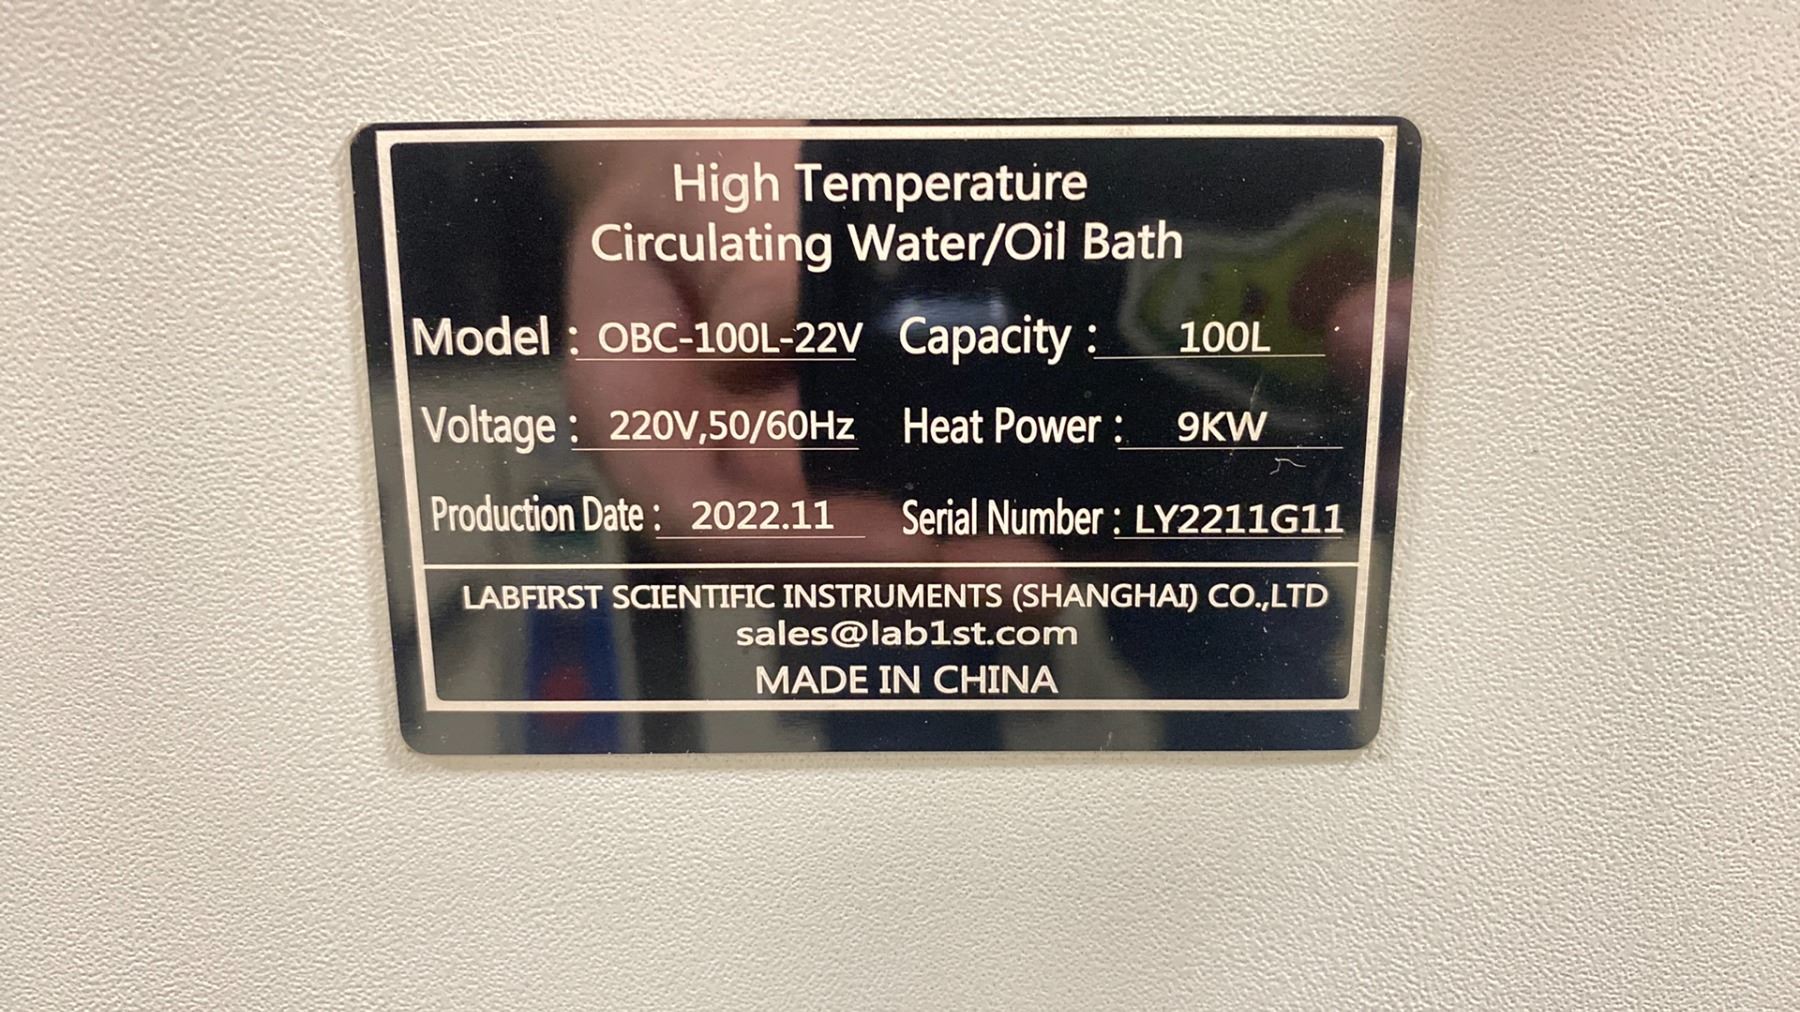 High Temperature
Circulating Water/Oil Bath
Model : OBC-100L-22V Capacity : 100L
Voltage : 220V,50/60Hz Heat Power : 9KW
Production Date : 2022.11 Serial Number : LY2211G11
LABFIRST SCIENTIFIC INSTRUMENTS (SHANGHAI) CO.,LTD
sales@lab1st.com
MADE IN CHINA